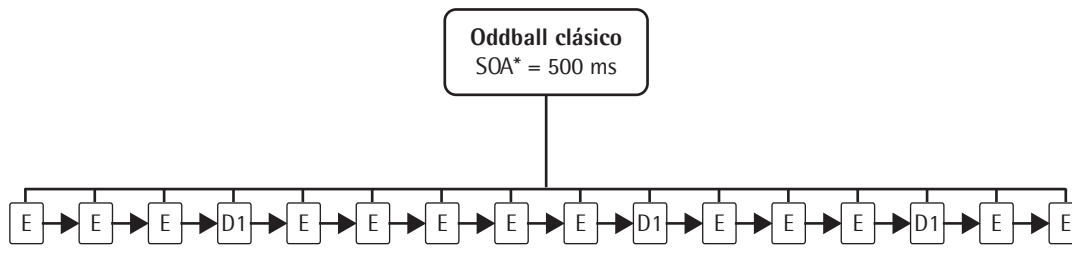 Oddball clásico
SOA* = 500 ms
E E E D1 E E E E E D1 E E E D1 E E